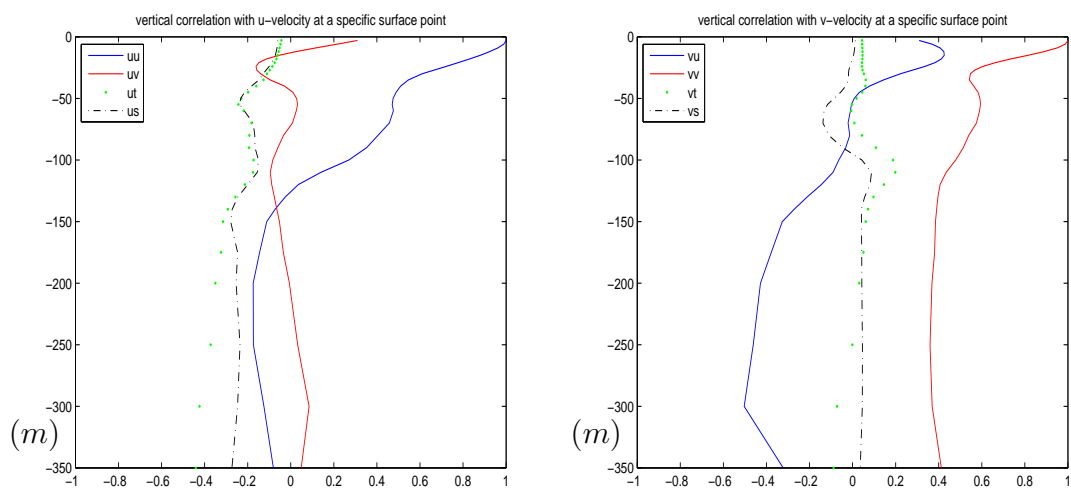 vertical correlation with u−velocity at a specific surface point
0
−50
−100
−150
−200
−250
−300
−350
(m)
uu
uv
ut
us
−1 −0.8 −0.6 −0.4 −0.2 0 0.2 0.4 0.6 0.8 1
vertical correlation with v−velocity at a specific surface point
0
−50
−100
−150
−200
−250
−300
−350
(m)
vu
vv
vt
vs
−1 −0.8 −0.6 −0.4 −0.2 0 0.2 0.4 0.6 0.8 1